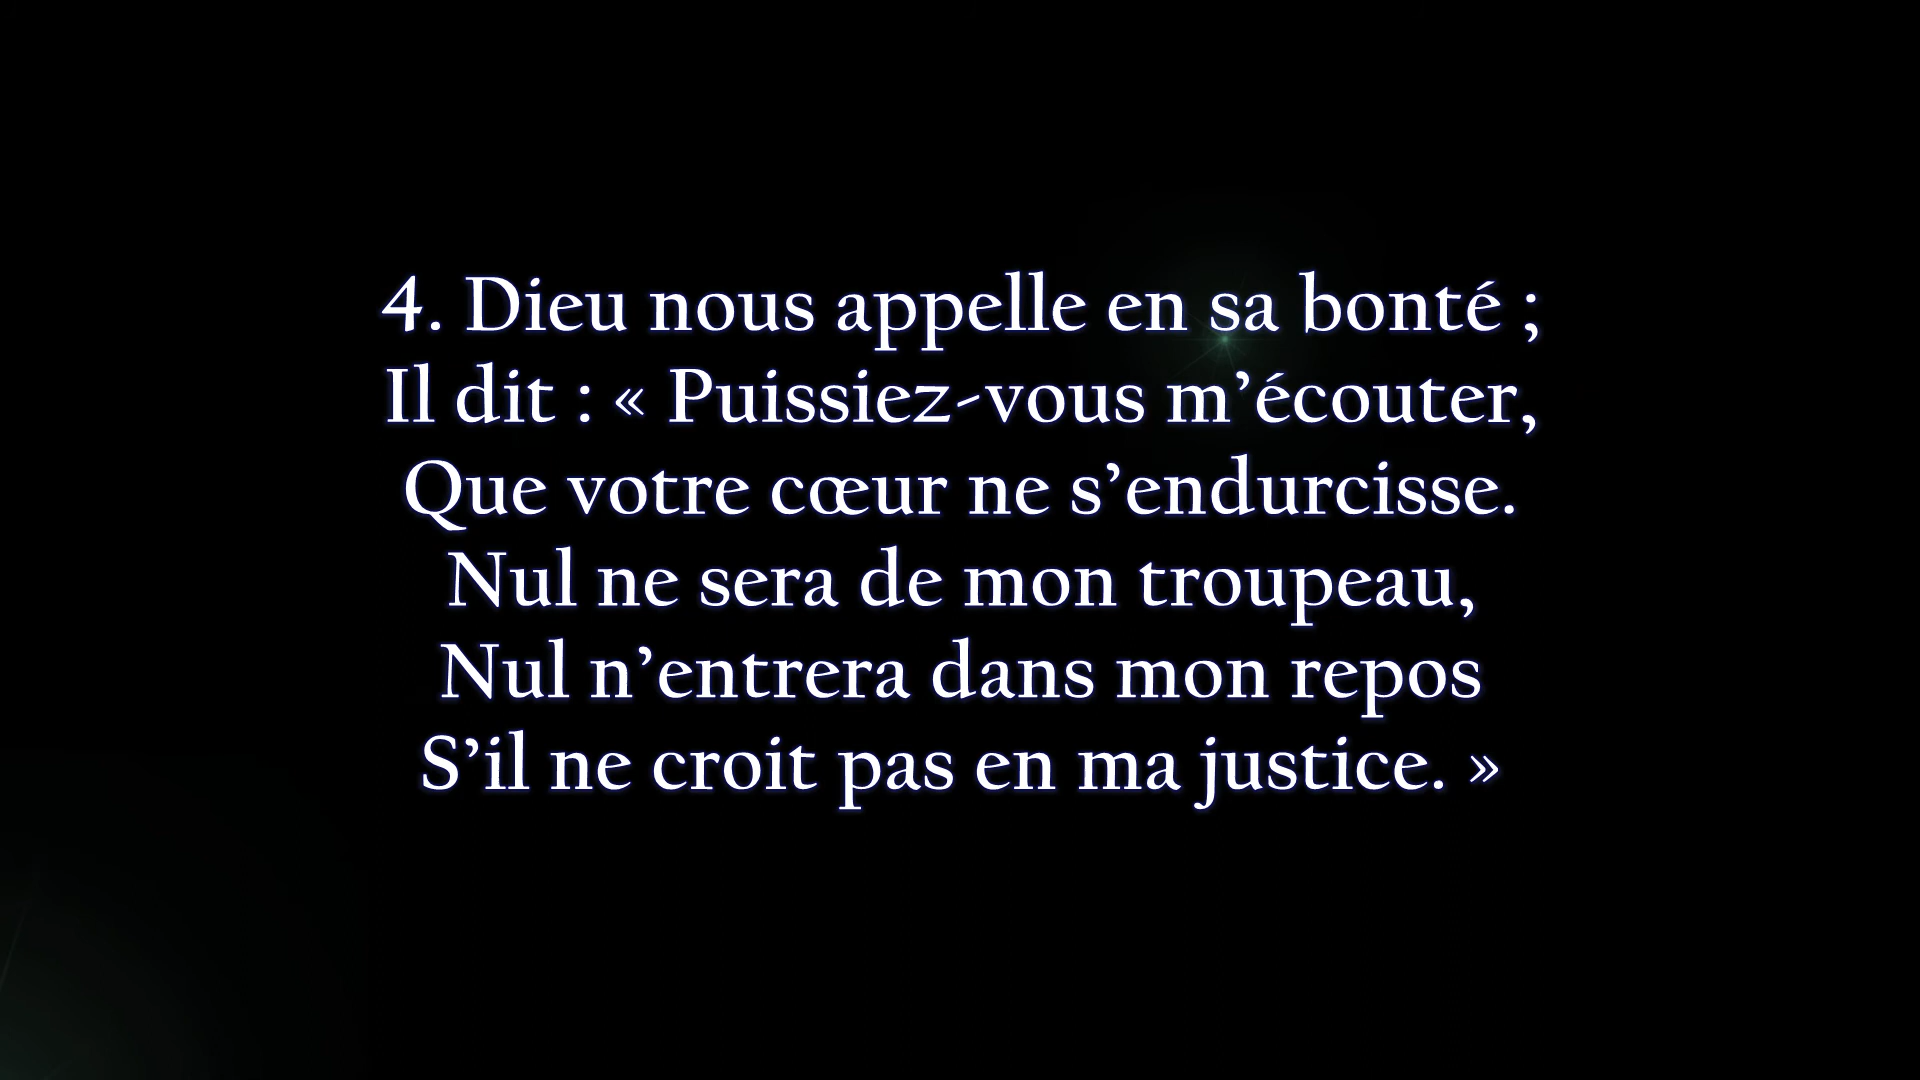 4. Dieu nous appelle en sa bonté ;
Il dit : « Puissiez-vous m’écouter,
Que votre cœur ne s’endurcisse.
Nul ne sera de mon troupeau,
Nul n’entrera dans mon repos
S’il ne croit pas en ma justice. »